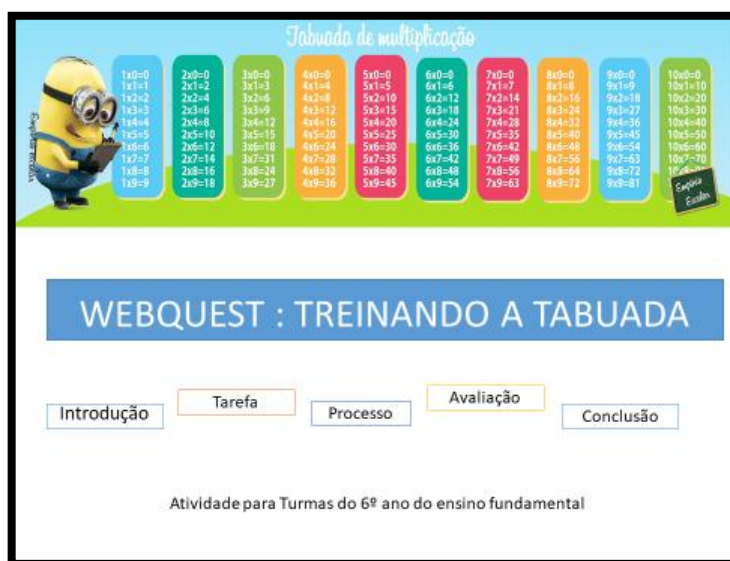 Tabuada de multiplicação
1x0=0
1x1=1
1x2=2
1x3=3
1x4=4
1x5=5
1x6=6
1x7=7
1x8=8
1x9=9
2x0=0
2x1=2
2x2=4
2x3=6
2x4=8
2x5=10
2x6=12
2x7=14
2x8=16
2x9=18
3x0=0
3x1=3
3x2=6
3x3=9
3x4=12
3x5=15
3x6=18
3x7=31
3x8=24
3x9=27
4x0=0
4x1=4
4x2=8
4x3=12
4x4=16
4x5=20
4x6=24
4x7=28
4x8=32
4x9=36
5x0=0
5x1=5
5x2=10
5x3=15
5x4=20
5x5=25
5x6=30
5x7=35
5x8=40
5x9=45
6x0=0
6x1=6
6x2=12
6x3=18
6x4=24
6x5=30
6x6=36
6x7=42
6x8=48
6x9=54
7x0=0
7x1=7
7x2=14
7x3=21
7x4=28
7x5=35
7x6=42
7x7=49
7x8=56
7x9=63
8x0=0
8x1=8
8x2=16
8x3=24
8x4=32
8x5=40
8x6=48
8x7=56
8x8=64
8x9=72
9x0=0
9x1=9
9x2=18
9x3=27
9x4=36
9x5=45
9x6=54
9x7=63
9x8=72
9x9=81
10x0=0
10x1=10
10x2=20
10x3=30
10x4=40
10x5=50
10x6=60
10x7=70
Empório
Escolar
WEBQUEST : TREINANDO A TABUADA
Introdução
Tarefa
Processo
Avaliação
Conclusão
Atividade para Turmas do 6º ano do ensino fundamental